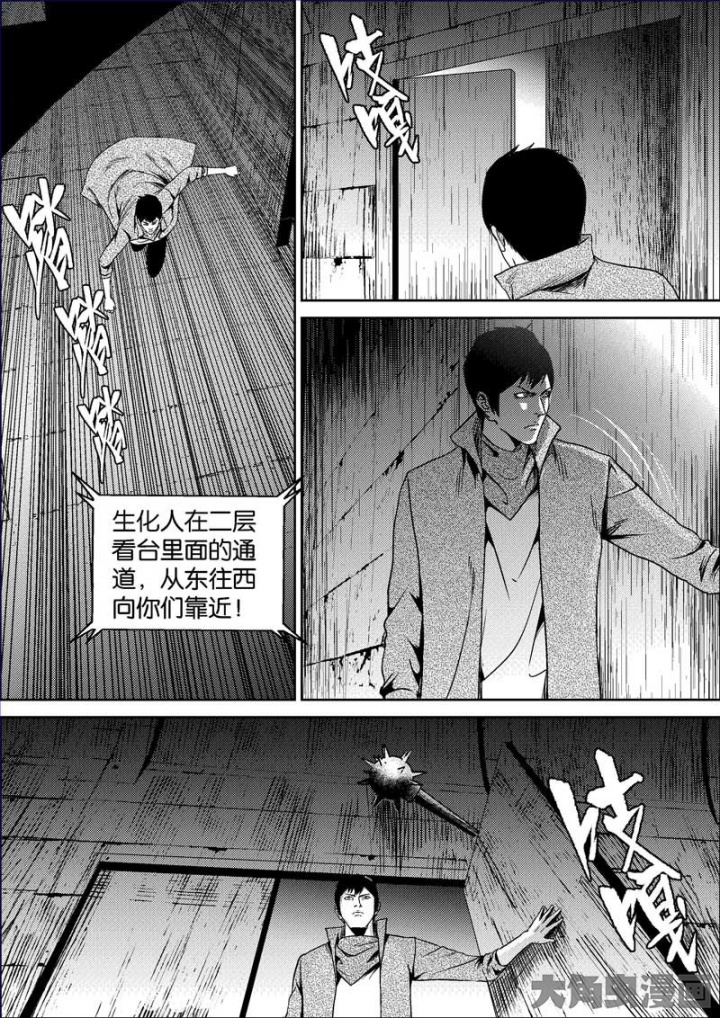 踏
踏
踏
吱
嘎
生化人在二层
看台里面的通
道，从东往西
向你们靠近！
吱
嘎
大角虫漫画